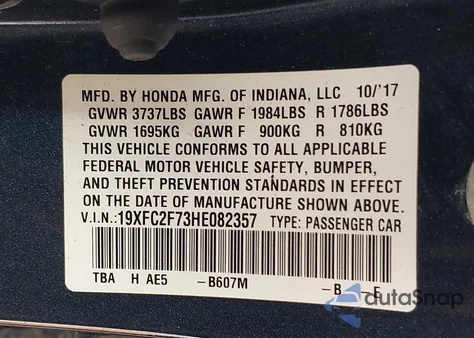 MFD. BY HONDA MFG. OF INDIANA, LLC 10/'17
GVWR 3737LBS GAWR F 1984LBS R 1786LBS
GVWR 1695KG GAWR F 900KG R 810KG
THIS VEHICLE CONFORMS TO ALL APPLICABLE
FEDERAL MOTOR VEHICLE SAFETY, BUMPER,
AND THEFT PREVENTION STANDARDS IN EFFECT
ON THE DATE OF MANUFACTURE SHOWN ABOVE.
V.I.N.:19XFC2F73HE082357 TYPE: PASSENGER CAR
TBA H AE5 -B607M -B E
dutaSnap